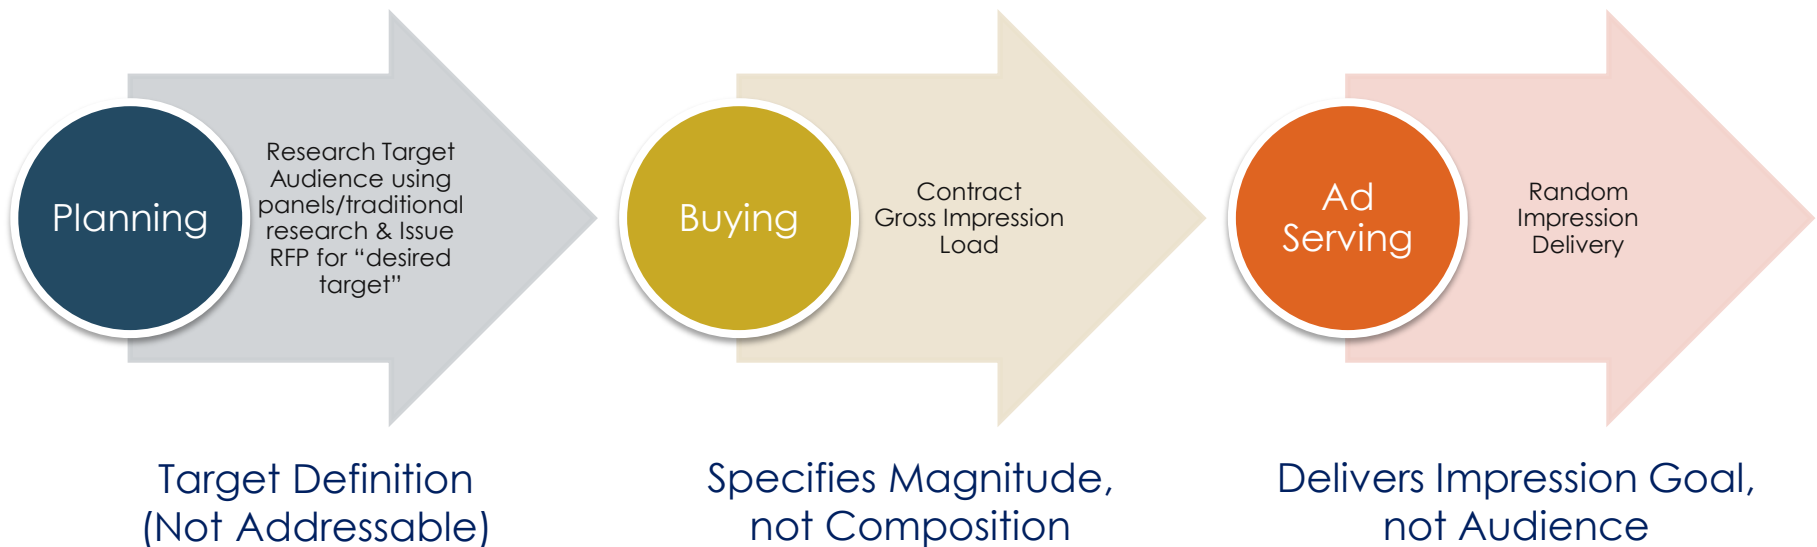 Planning
Research Target
Audience using
panels/traditional
research & Issue
RFP for “desired
target”
Target Definition
(Not Addressable)
Buying
Contract
Gross Impression
Load
Specifies Magnitude,
not Composition
Ad
Serving
Random
Impression
Delivery
Delivers Impression Goal,
not Audience